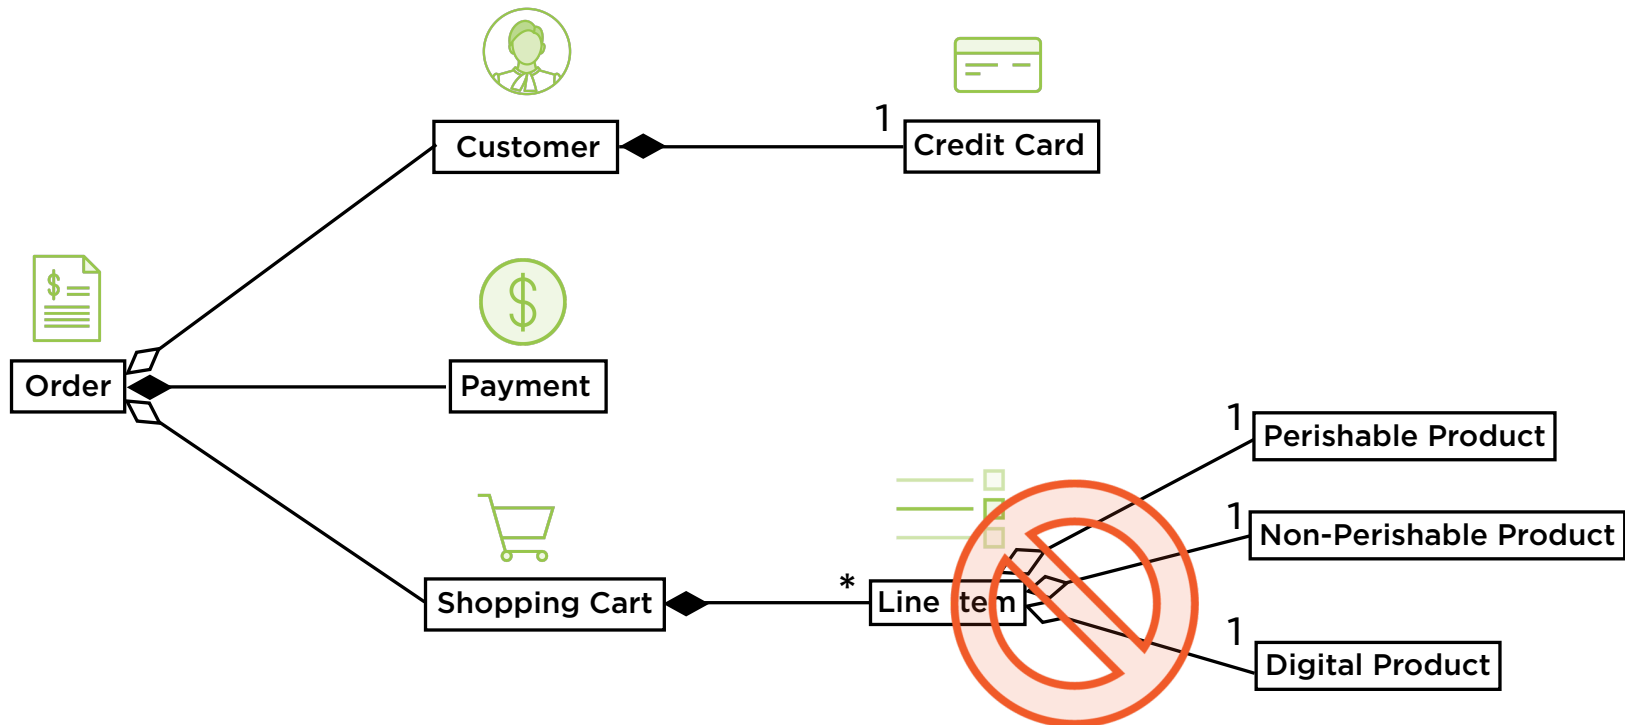 Customer
1
Credit Card
$
$
Order
Payment
1
Perishable Product
1
Non-Perishable Product
Shopping Cart
*
Line Item
1
Digital Product